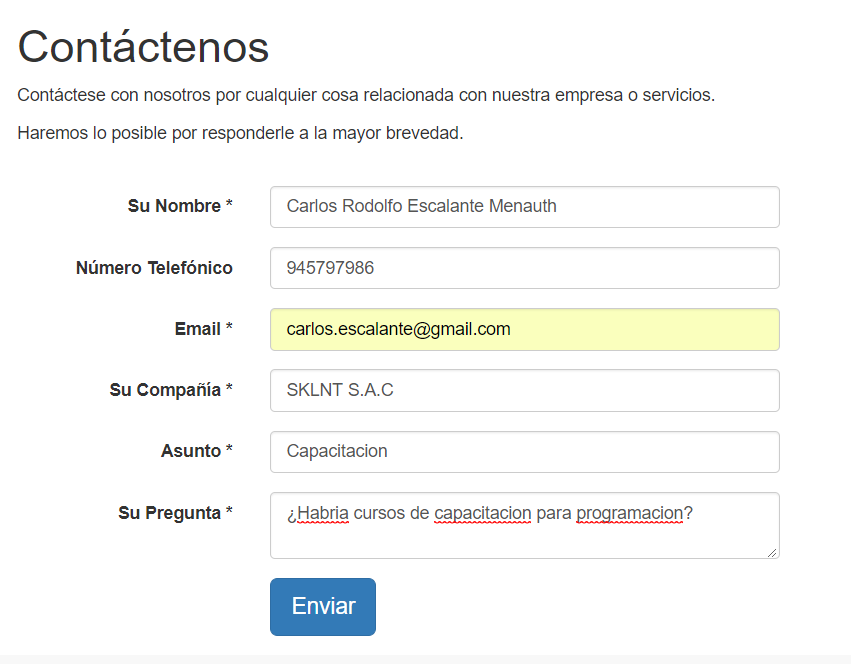 Contáctenos
Contáctese con nosotros por cualquier cosa relacionada con nuestra empresa o servicios.
Haremos lo posible por responderle a la mayor brevedad.
Su Nombre * Carlos Rodolfo Escalante Menauth
Número Telefónico 945797986
Email * carlos.escalante@gmail.com
Su Compañía * SKLNT S.A.C
Asunto * Capacitacion
Su Pregunta * ¿Habria cursos de capacitacion para programacion?
Enviar